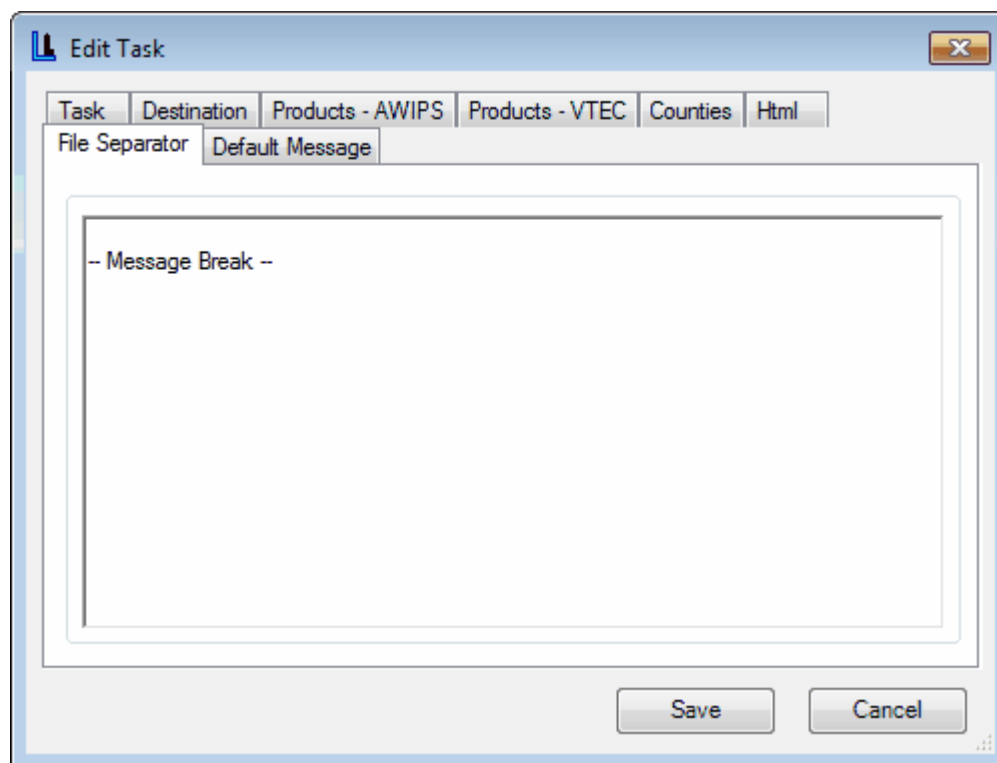 Edit Task
Task Destination Products - AWIPS Products - VTEC Counties Html
File Separator Default Message
-- Message Break --
Save Cancel